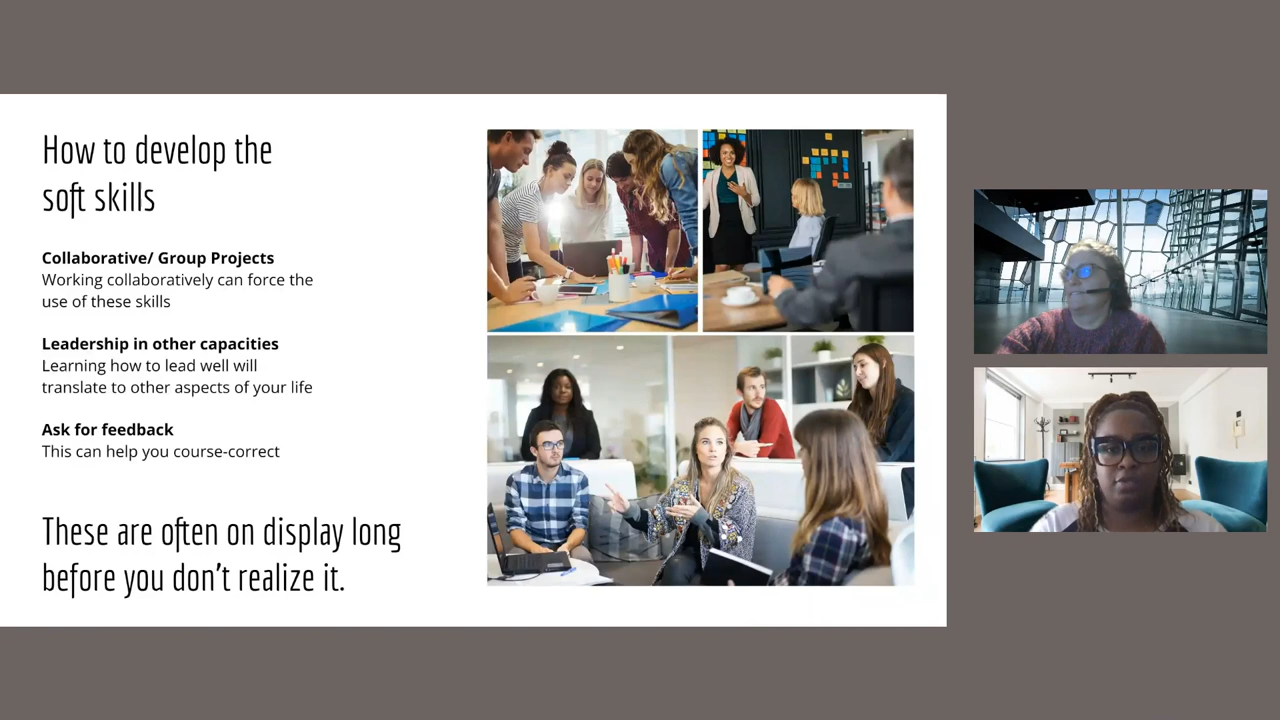 How to develop the
soft skills
Collaborative/ Group Projects
Working collaboratively can force the
use of these skills
Leadership in other capacities
Learning how to lead well will
translate to other aspects of your life
Ask for feedback
This can help you course-correct
These are often on display long
before you don't realize it.